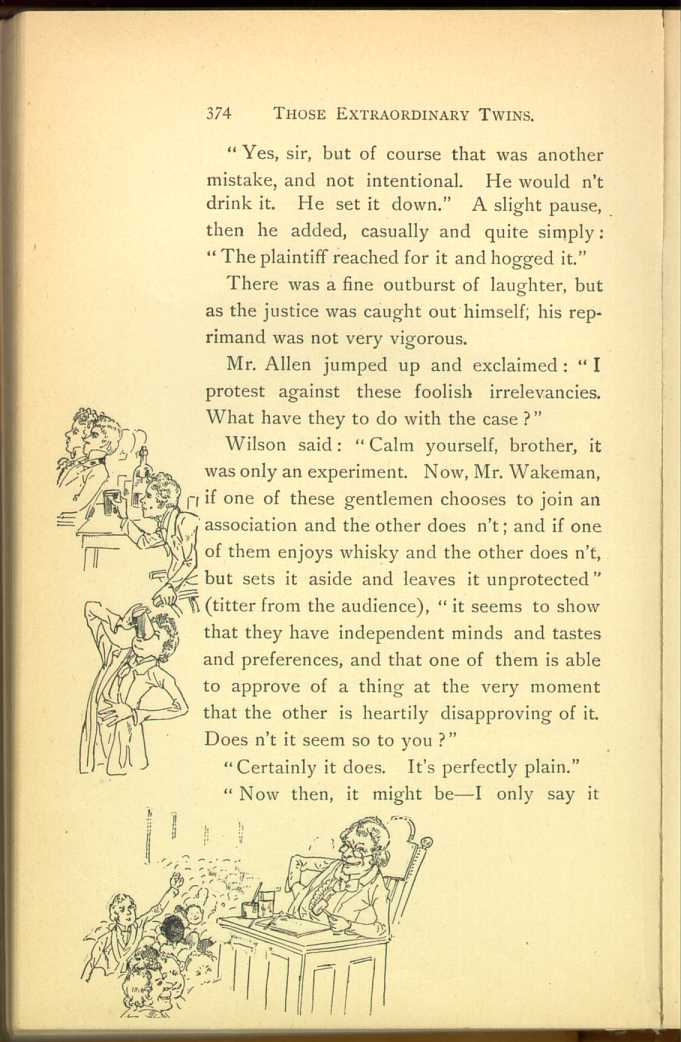 374 THOSE EXTRAORDINARY TWINS.
"Yes, sir, but of course that was another
mistake, and not intentional. He would n't
drink it. He set it down." A slight pause,
then he added, casually and quite simply:
"The plaintiff reached for it and hogged it."
There was a fine outburst of laughter, but
as the justice was caught out himself, his rep-
rimand was not very vigorous.
Mr. Allen jumped up and exclaimed: "I
protest against these foolish irrelevancies.
What have they to do with the case?"
Wilson said: "Calm yourself, brother, it
was only an experiment. Now, Mr. Wakeman,
if one of these gentlemen chooses to join an
association and the other does n't; and if one
of them enjoys whisky and the other does n't,
but sets it aside and leaves it unprotected"
(titter from the audience), "it seems to show
that they have independent minds and tastes
and preferences, and that one of them is able
to approve of a thing at the very moment
that the other is heartily disapproving of it.
Does n't it seem so to you?"
"Certainly it does. It's perfectly plain."
"Now then, it might be—I only say it